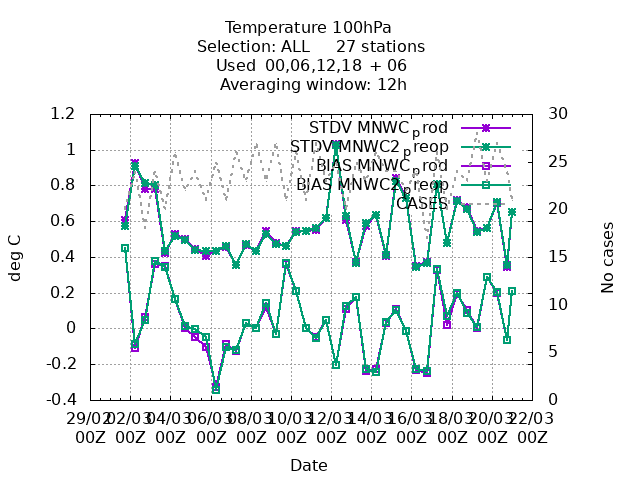 Temperature 100hPa
Selection: ALL 27 stations
Used 00,06,12,18 + 06
Averaging window: 12h
1.2
1
0.8
0.6
0.4
0.2
0
-0.2
-0.4
30
25
20
15
10
5
0
deg C
No cases
STDV MNWC_prod
STDV MNWC2_preop
BIAS MNWC_prod
BIAS MNWC2_preop
CASES
29/02 02/03 04/03 06/03 08/03 10/03 12/03 14/03 16/03 18/03 20/03 22/03
00Z 00Z 00Z 00Z 00Z 00Z 00Z 00Z 00Z 00Z 00Z 00Z
Date